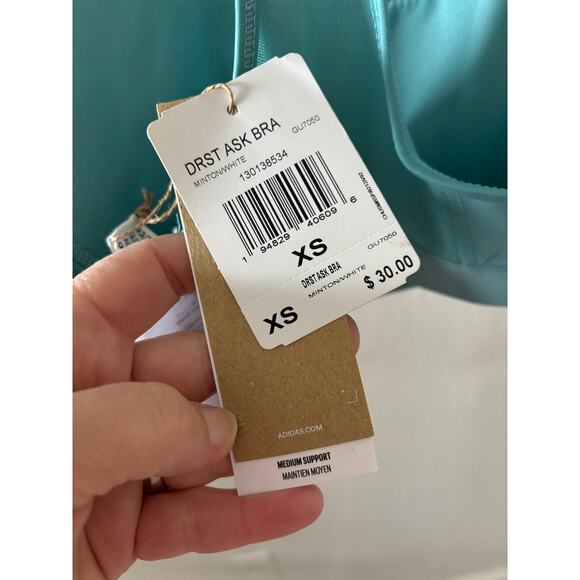 DRST ASK BRA
GU7050
MINTON/WHITE
130138534
1 94829 40609 6
XS
DRST ASK BRA
GU7050
MINTON/WHITE
XS
$ 30.00
ADIDAS.COM
MEDIUM SUPPORT
MAINTIEN MOYEN